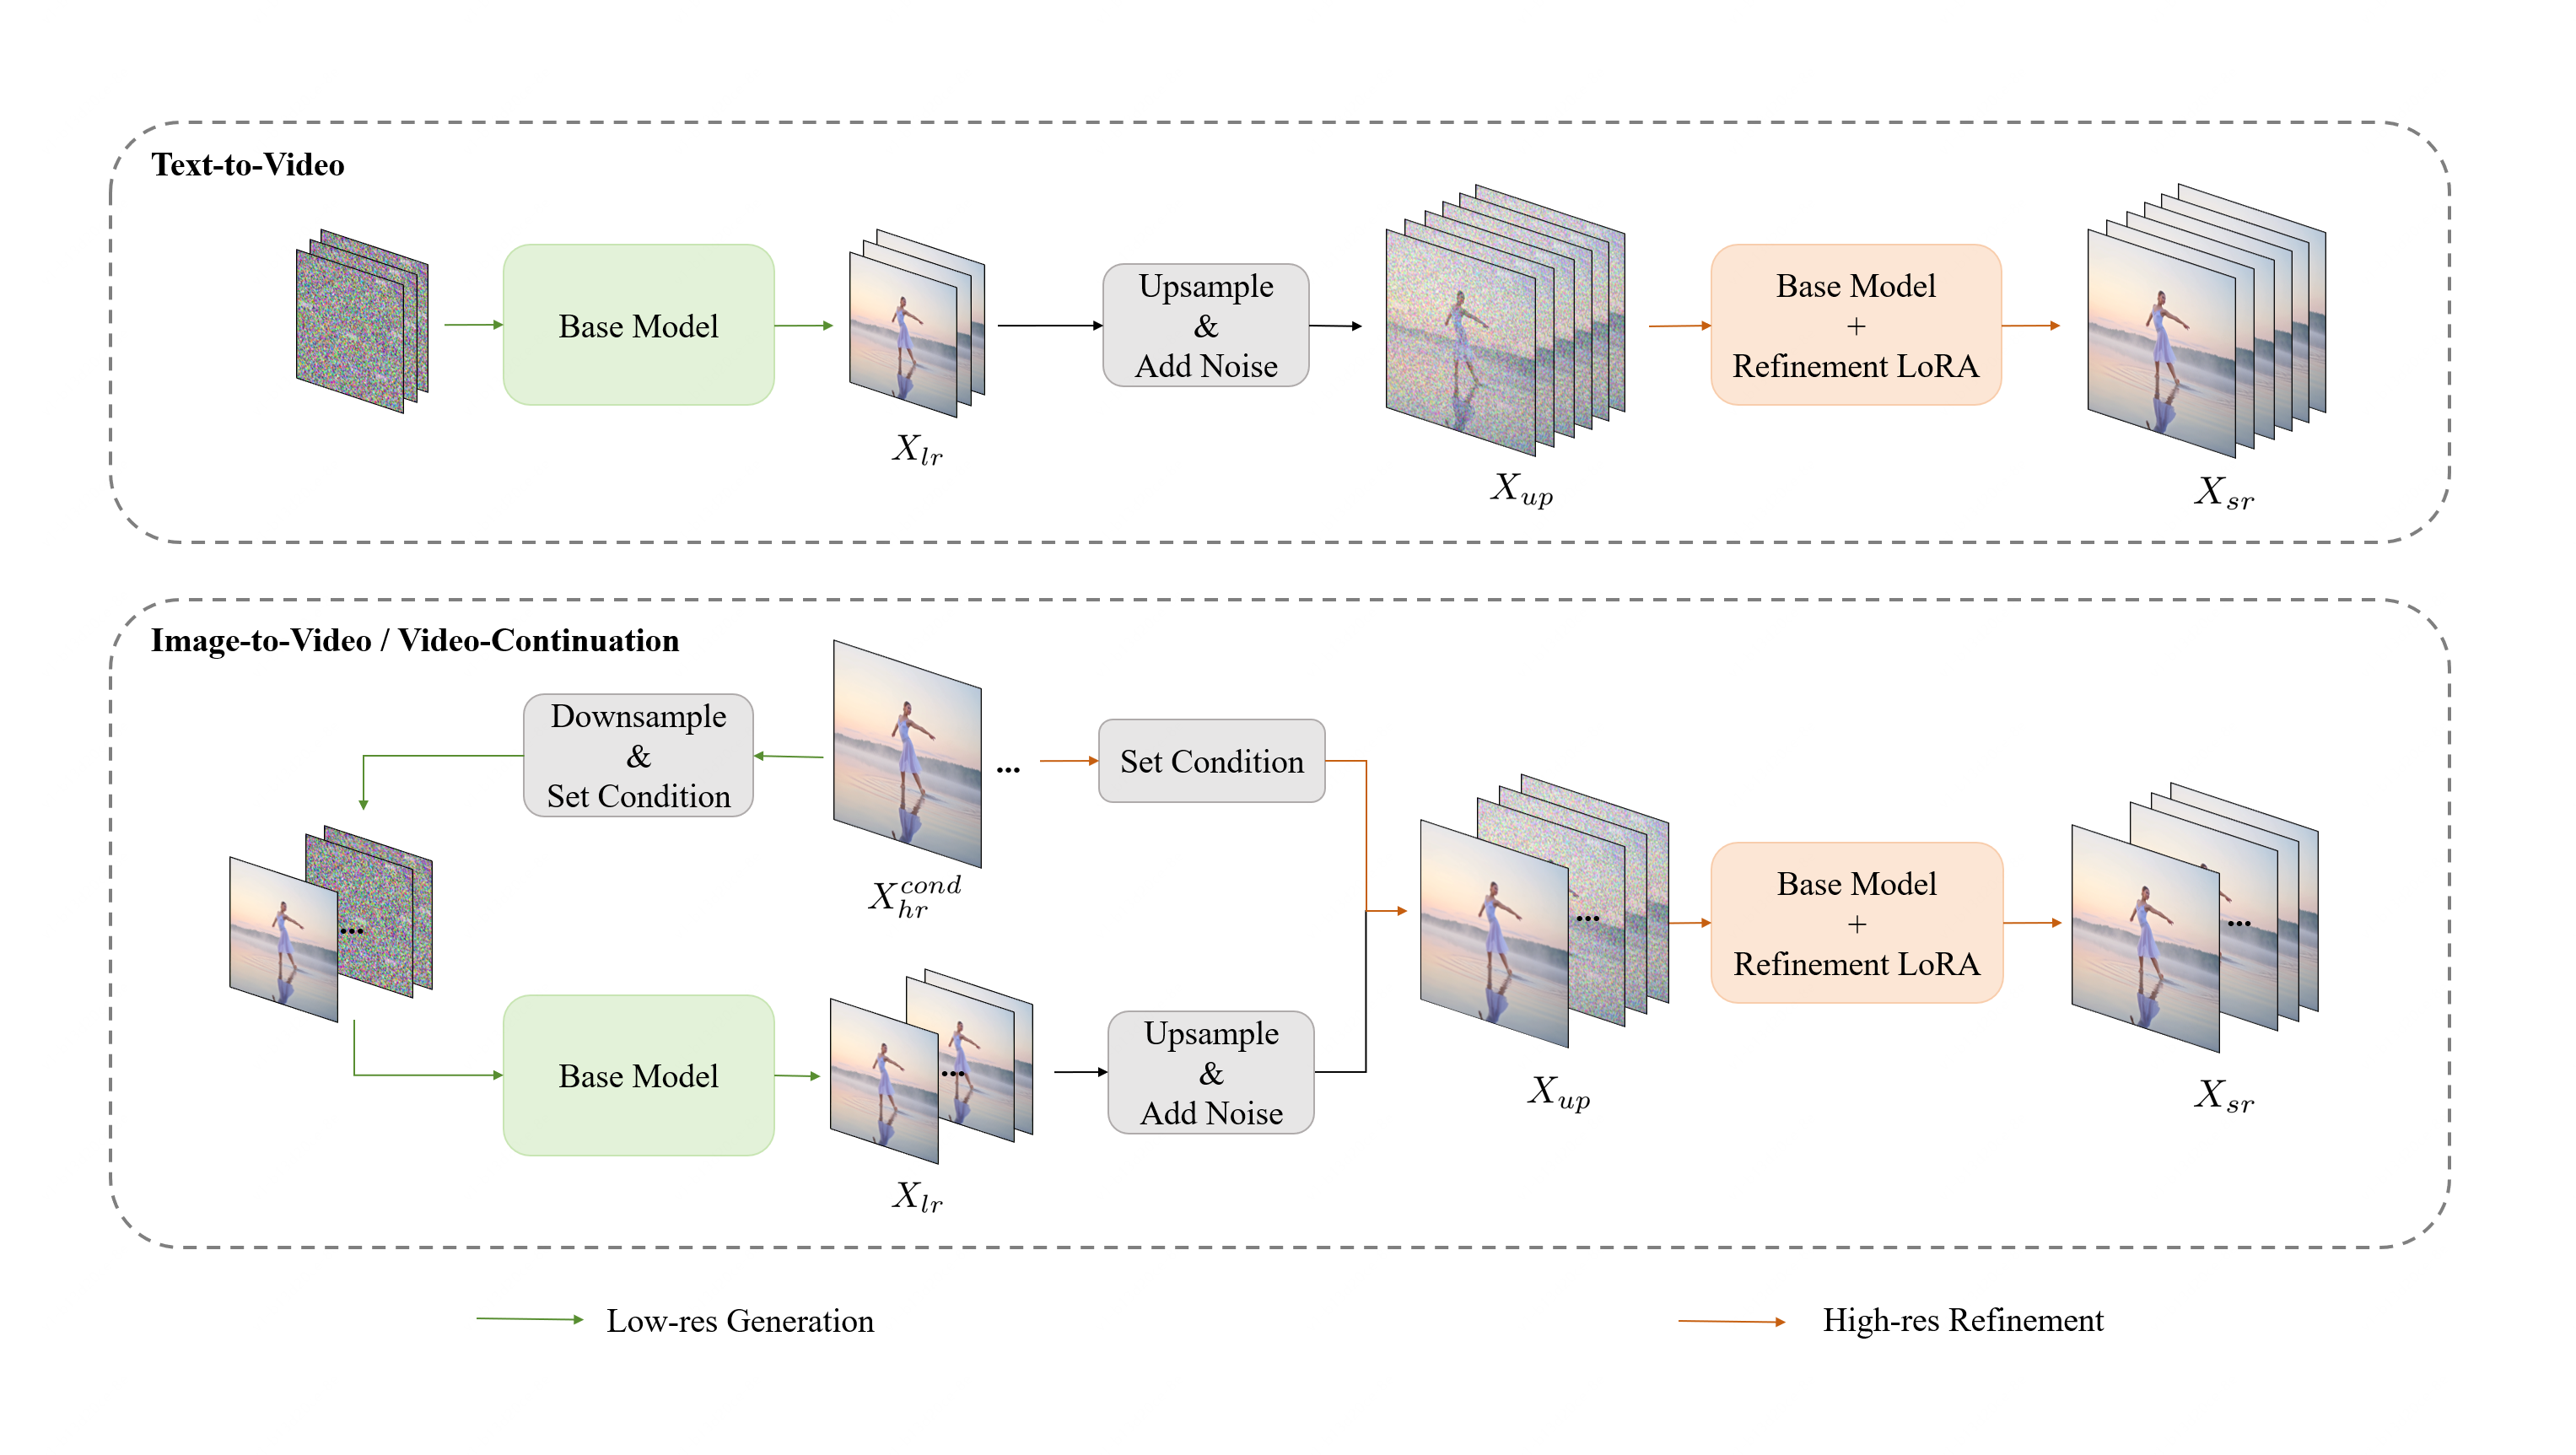 Text-to-Video
Base Model
X_{lr}
Upsample
&
Add Noise
X_{up}
Base Model
+
Refinement LoRA
X_{sr}
Image-to-Video / Video-Continuation
Downsample
&
Set Condition
X_{hr}^{cond}
...
Set Condition
...
Base Model
...
X_{lr}
Upsample
&
Add Noise
...
X_{up}
Base Model
+
Refinement LoRA
...
X_{sr}
Low-res Generation
High-res Refinement